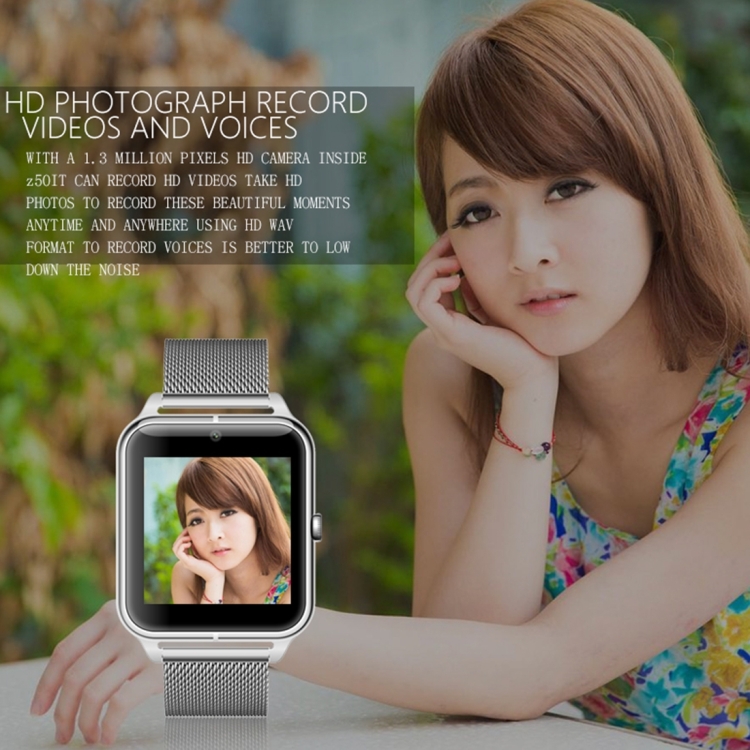 HD PHOTOGRAPH RECORD
VIDEOS AND VOICES
WITH A 1.3 MILLION PIXELS HD CAMERA INSIDE
z50IT CAN RECORD HD VIDEOS TAKE HD
PHOTOS TO RECORD THESE BEAUTIFUL MOMENTS
ANYTIME AND ANYWHERE USING HD WAV
FORMAT TO RECORD VOICES IS BETTER TO LOW
DOWN THE NOISE